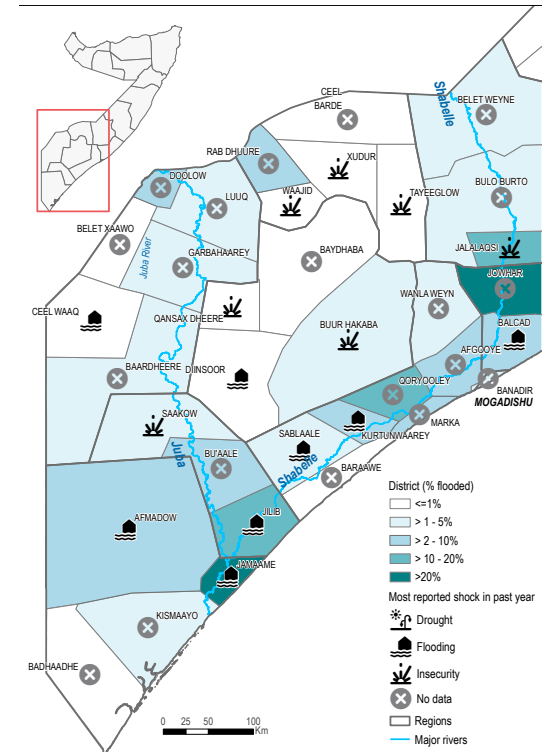 Shabelle
BELET WEYNE
CEEL
BARDE
RAB DHUURE
XUDUR
DOOLOW
WAAJID
TAYEEGLOW
BULO BURTO
LUUQ
BELET XAAWO
JALALAQSI
Juba River
GARBAHAAREY
BAYDHABA
JOWHAR
WANLA WEYN
CEEL WAAQ
QANSAX DHEERE
BUUR HAKABA
BALCAD
AFGOOYE
BAARDHEERE
DIINSOOR
QORYOOLEY
BANADIR
MOGADISHU
SAAKOW
MARKA
SABLAALE
KURTUNWAAREY
Juba
BU'AALE
Shabelle
BARAAWE
AFMADOW
JILIB
JAMAAME
KISMAAYO
BADHAADHE
District (% flooded)
<=1%
> 1 - 5%
> 2 - 10%
> 10 - 20%
>20%
Most reported shock in past year
Drought
Flooding
Insecurity
No data
Regions
Major rivers
0 25 50 100
Km